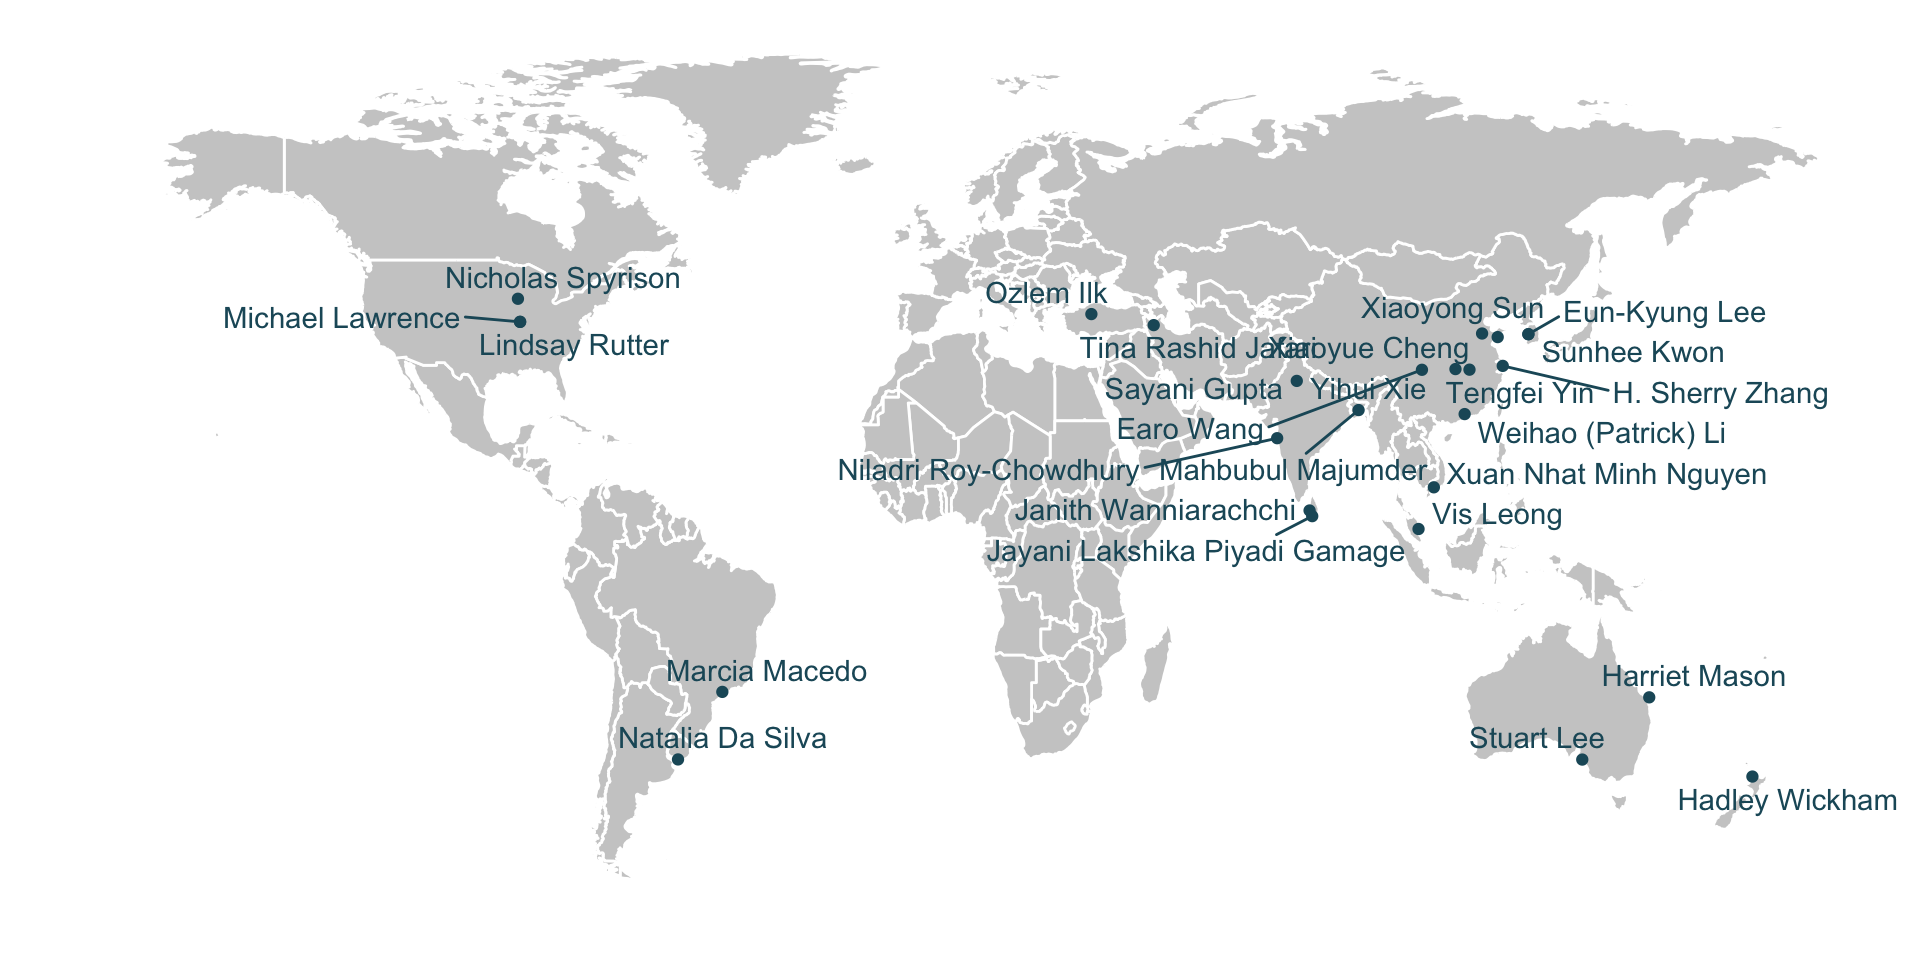 Nicholas Spyrison
Ozlem Ilk
Xiaoyong Sun
Eun-Kyung Lee
Michael Lawrence
Lindsay Rutter
Tina Rashid Jafari
Xiaoyue Cheng
Sunhee Kwon
Sayani Gupta
Yihui Xie
Tengfei Yin
H. Sherry Zhang
Earo Wang
Weihao (Patrick) Li
Niladri Roy-Chowdhury
Mahbubul Majumder
Xuan Nhat Minh Nguyen
Janith Wanniarachchi
Vis Leong
Jayani Lakshika Piyadi Gamage
Marcia Macedo
Harriet Mason
Natalia Da Silva
Stuart Lee
Hadley Wickham